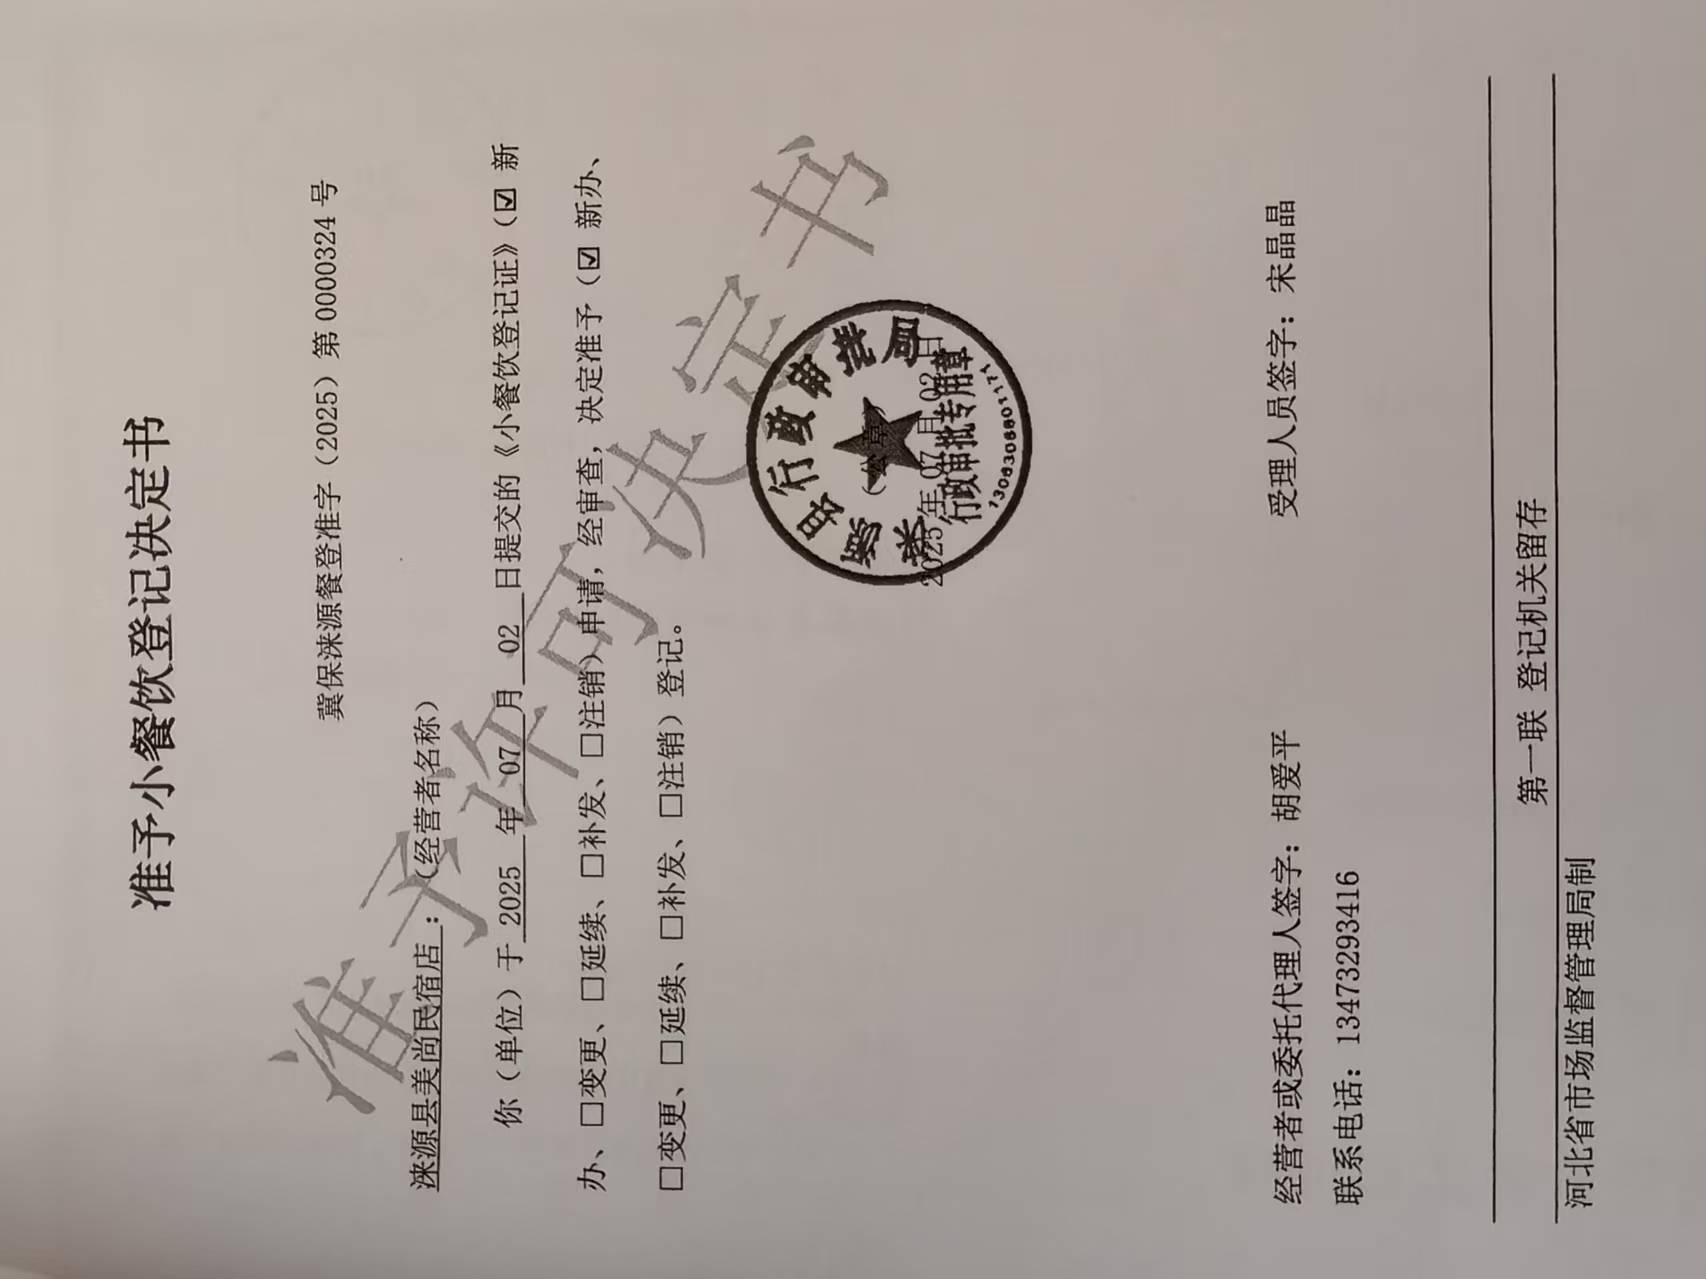 准予小餐饮登记决定书
冀保涞源餐登准字（2025）第 0000324 号
涞源县美尚民宿店：（经营者名称）
你（单位）于 2025 年 07 月 02 日提交的《小餐饮登记证》（☑ 新
办、□变更、□延续、□补发、□注销）申请，经审查，决定准予（☑ 新办、
□变更、□延续、□补发、□注销）登记。
准予许可决定书
涞源县行政审批局
（公章）
2025 年 07 月 02 日
行政审批专用章
经营者或委托代理人签字：胡爱平
受理人员签字：宋晶晶
联系电话：13473293416
第一联 登记机关留存
河北省市场监督管理局制